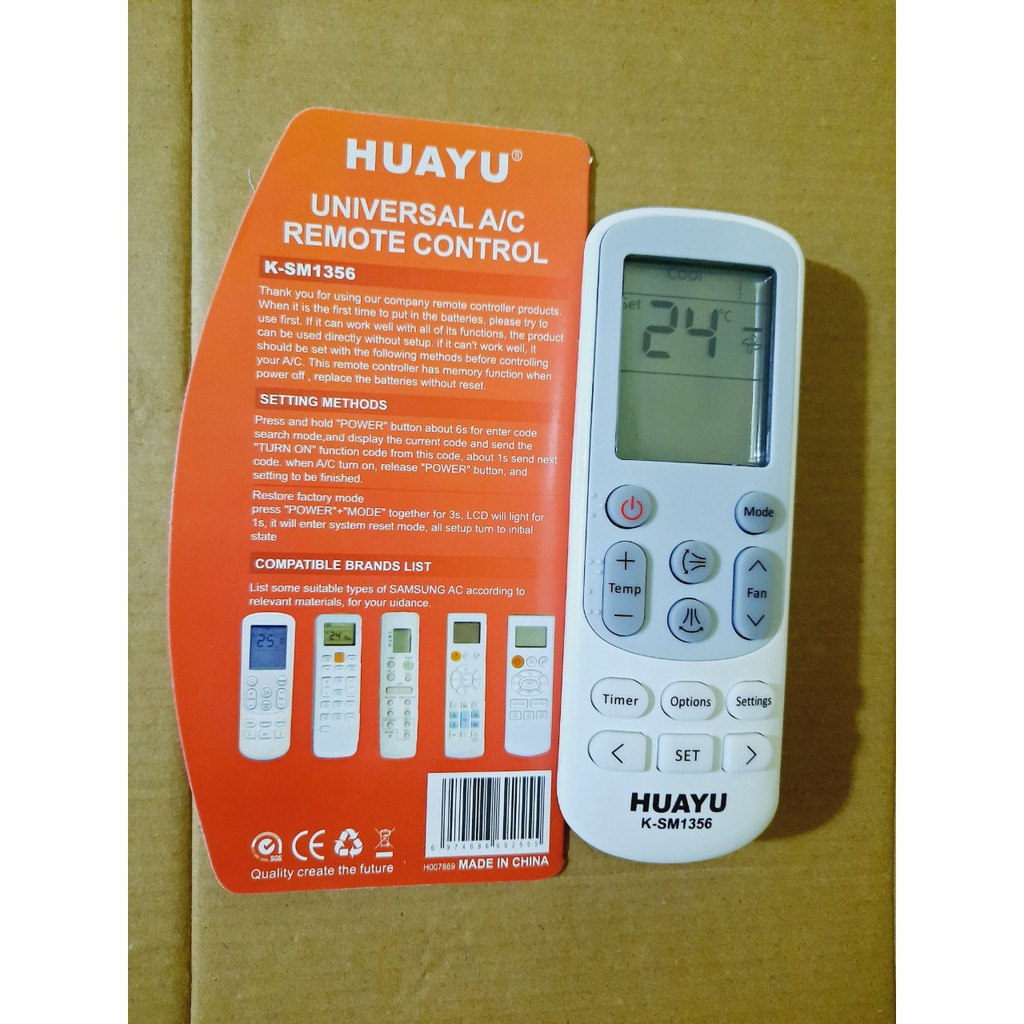 HUAYU®
UNIVERSAL A/C
REMOTE CONTROL
K-SM1356
Thank you for using our company remote controller products.
When it is the first time to put in the batteries, please try to
use first. If it can work well with all of its functions, the product
can be used directly without setup. if it can't work well, it
should be set with the following methods before controlling
your A/C. This remote controller has memory function when
power off , replace the batteries without reset.
SETTING METHODS
Press and hold "POWER" button about 6s for enter code
search mode,and display the current code and send the
"TURN ON" function code from this code, about 1s send next
code. when A/C turn on, release "POWER" button, and
setting to be finished.
Restore factory mode
press "POWER"+"MODE" together for 3s, LCD will light for
1s, it will enter system reset mode, all setup turn to initial
state
COMPATIBLE BRANDS LIST
List some suitable types of SAMSUNG AC according to
relevant materials, for your uidance.
25
24
SGS
CE
Quality create the future
6 974086 692555
H007869 MADE IN CHINA
Cool
Set 24 °C
Mode
+
Temp
−
Fan
Timer Options Settings
< SET >
HUAYU
K-SM1356